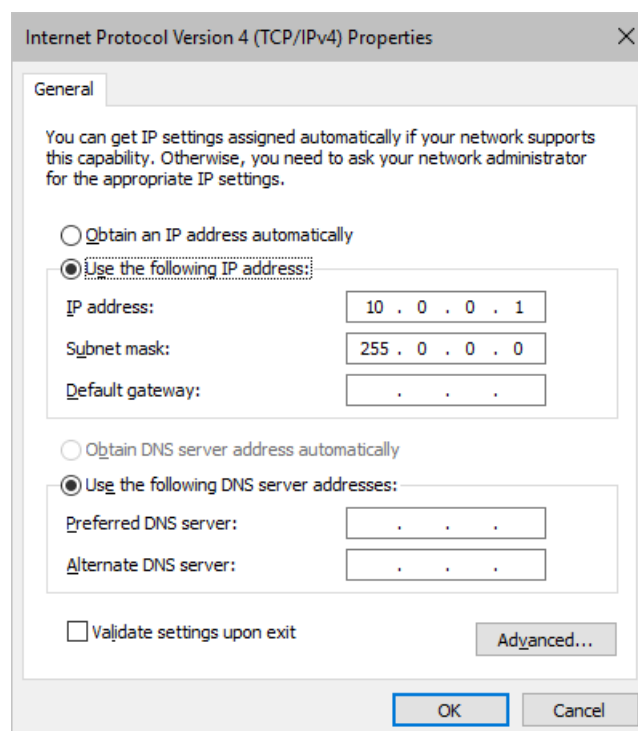 Internet Protocol Version 4 (TCP/IPv4) Properties
General
You can get IP settings assigned automatically if your network supports
this capability. Otherwise, you need to ask your network administrator
for the appropriate IP settings.
Obtain an IP address automatically
Use the following IP address:
IP address: 10 . 0 . 0 . 1
Subnet mask: 255 . 0 . 0 . 0
Default gateway: . . .
Obtain DNS server address automatically
Use the following DNS server addresses:
Preferred DNS server: . . .
Alternate DNS server: . . .
Validate settings upon exit
Advanced...
OK Cancel